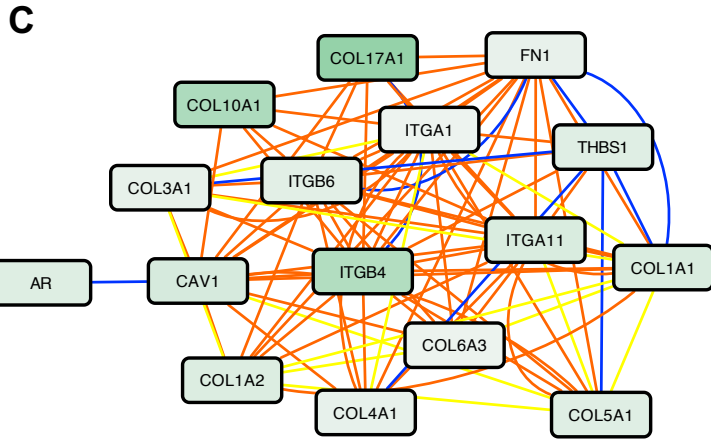 C
COL17A1
FN1
COL10A1
ITGA1
THBS1
COL3A1
ITGB6
ITGA11
COL1A1
AR
CAV1
ITGB4
COL6A3
COL1A2
COL4A1
COL5A1